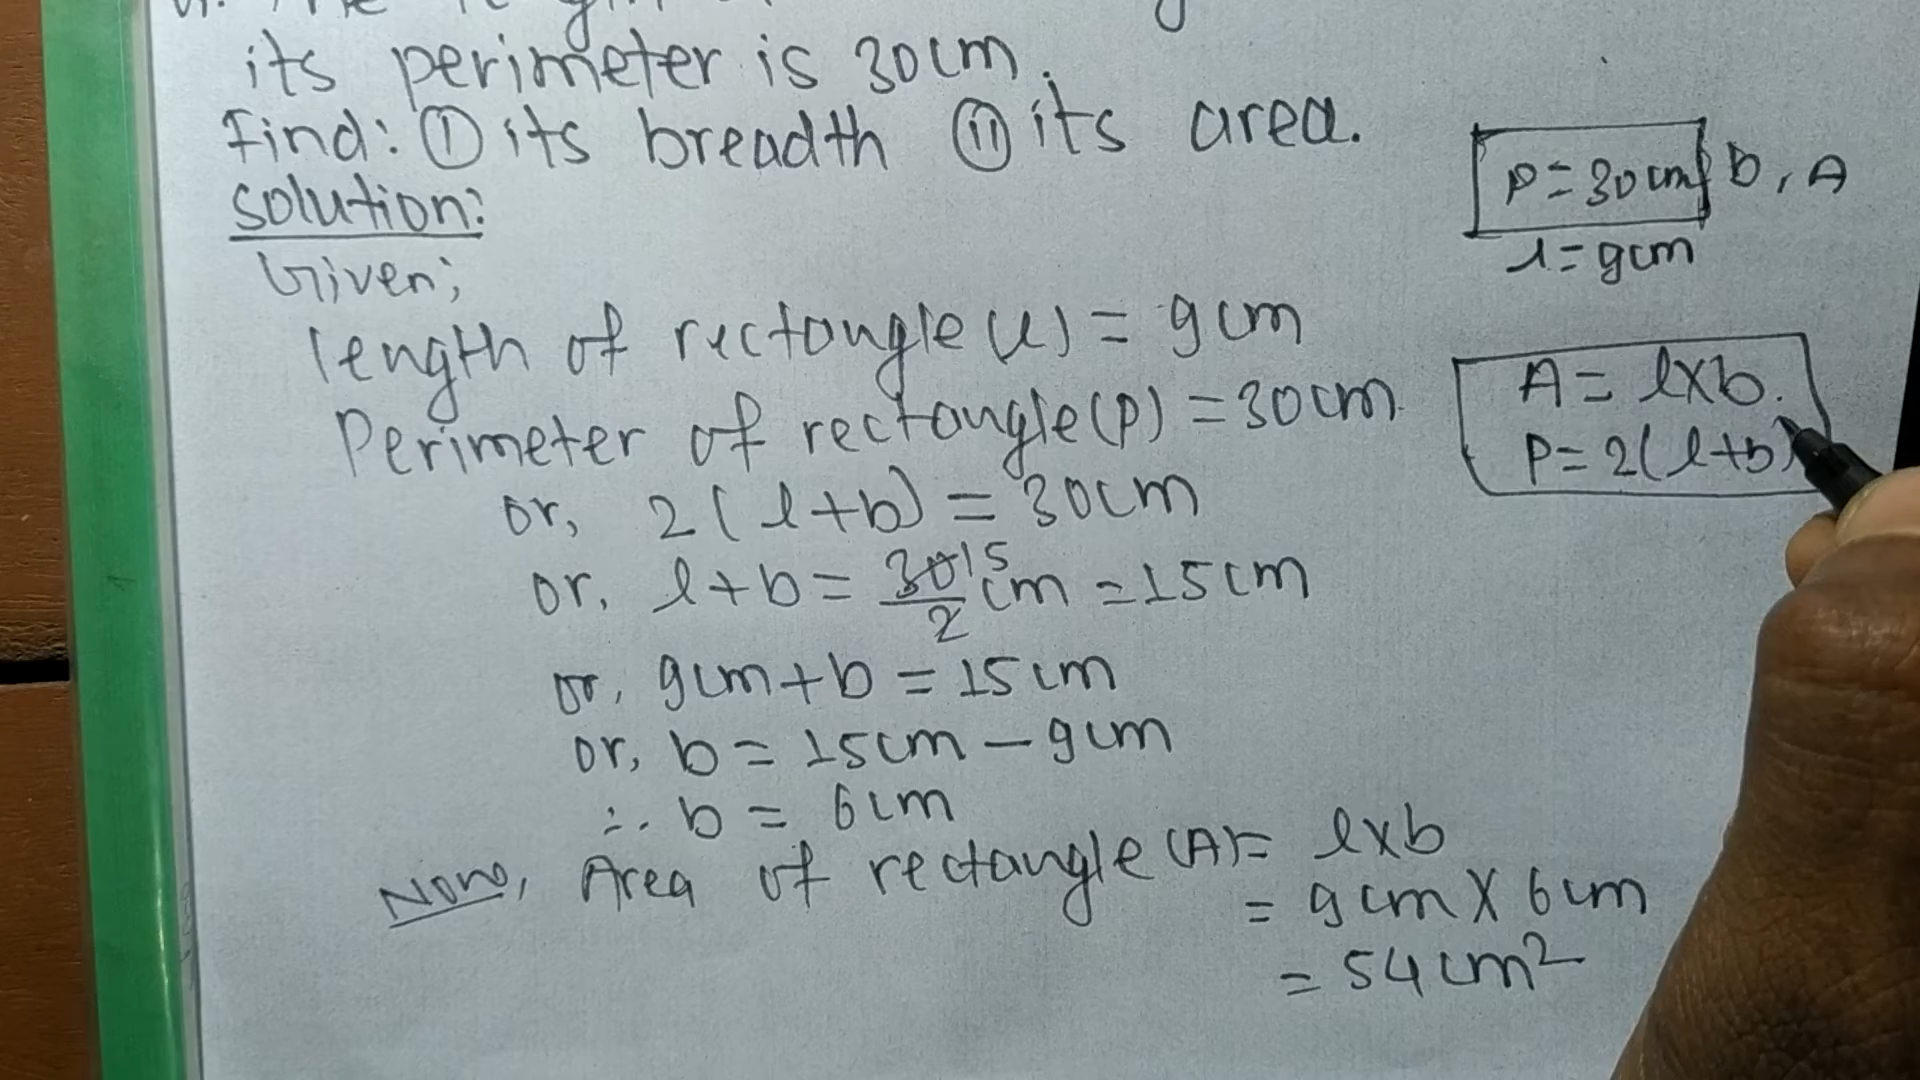 its perimeter is 30cm.
Find: (i) its breadth (ii) its area.
Solution:
Given;
length of rectangle (l) = 9cm
Perimeter of rectangle (P) = 30cm
or, 2(l+b) = 30cm
or, l+b = 30/2 15 cm = 15cm
or, 9cm+b = 15cm
or, b = 15cm - 9cm
∴ b = 6cm
Now, Area of rectangle (A) = l×b
= 9cm × 6cm
= 54cm²
P=30cm b, A
l=9cm
A= l×b.
P=2(l+b)